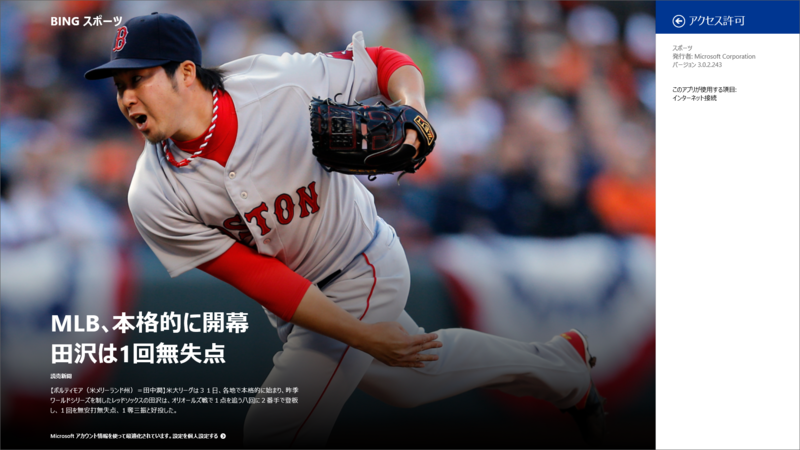 BING スポーツ
B
BOSTON
MLB、本格的に開幕
田沢は1回無失点
読売新聞
【ボルティモア（米メリーランド州）＝田中潤】米大リーグは３１日、各地で本格的に始まり、昨季
ワールドシリーズを制したレッドソックスの田沢は、オリオールズ戦で１点を追う八回に２番手で登板
し、１回を無安打無失点、１奪三振と好投した。
Microsoft アカウント情報を使って最適化されています。設定を個人設定する
アクセス許可
スポーツ
発行者: Microsoft Corporation
バージョン 3.0.2.243
このアプリが使用する項目:
インターネット接続